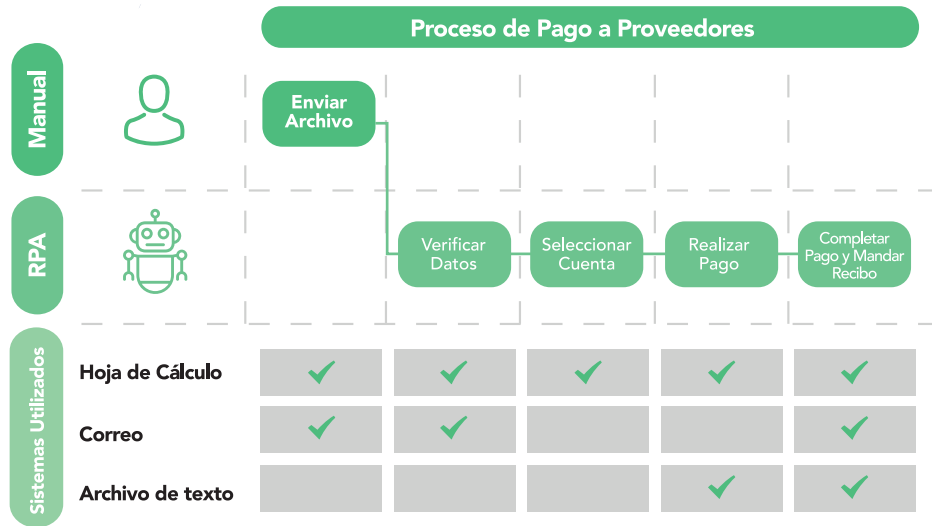 Proceso de Pago a Proveedores
Manual
Enviar
Archivo
RPA
Verificar
Datos
Seleccionar
Cuenta
Realizar
Pago
Completar
Pago y Mandar
Recibo
Sistemas Utilizados
Hoja de Cálculo
Correo
Archivo de texto